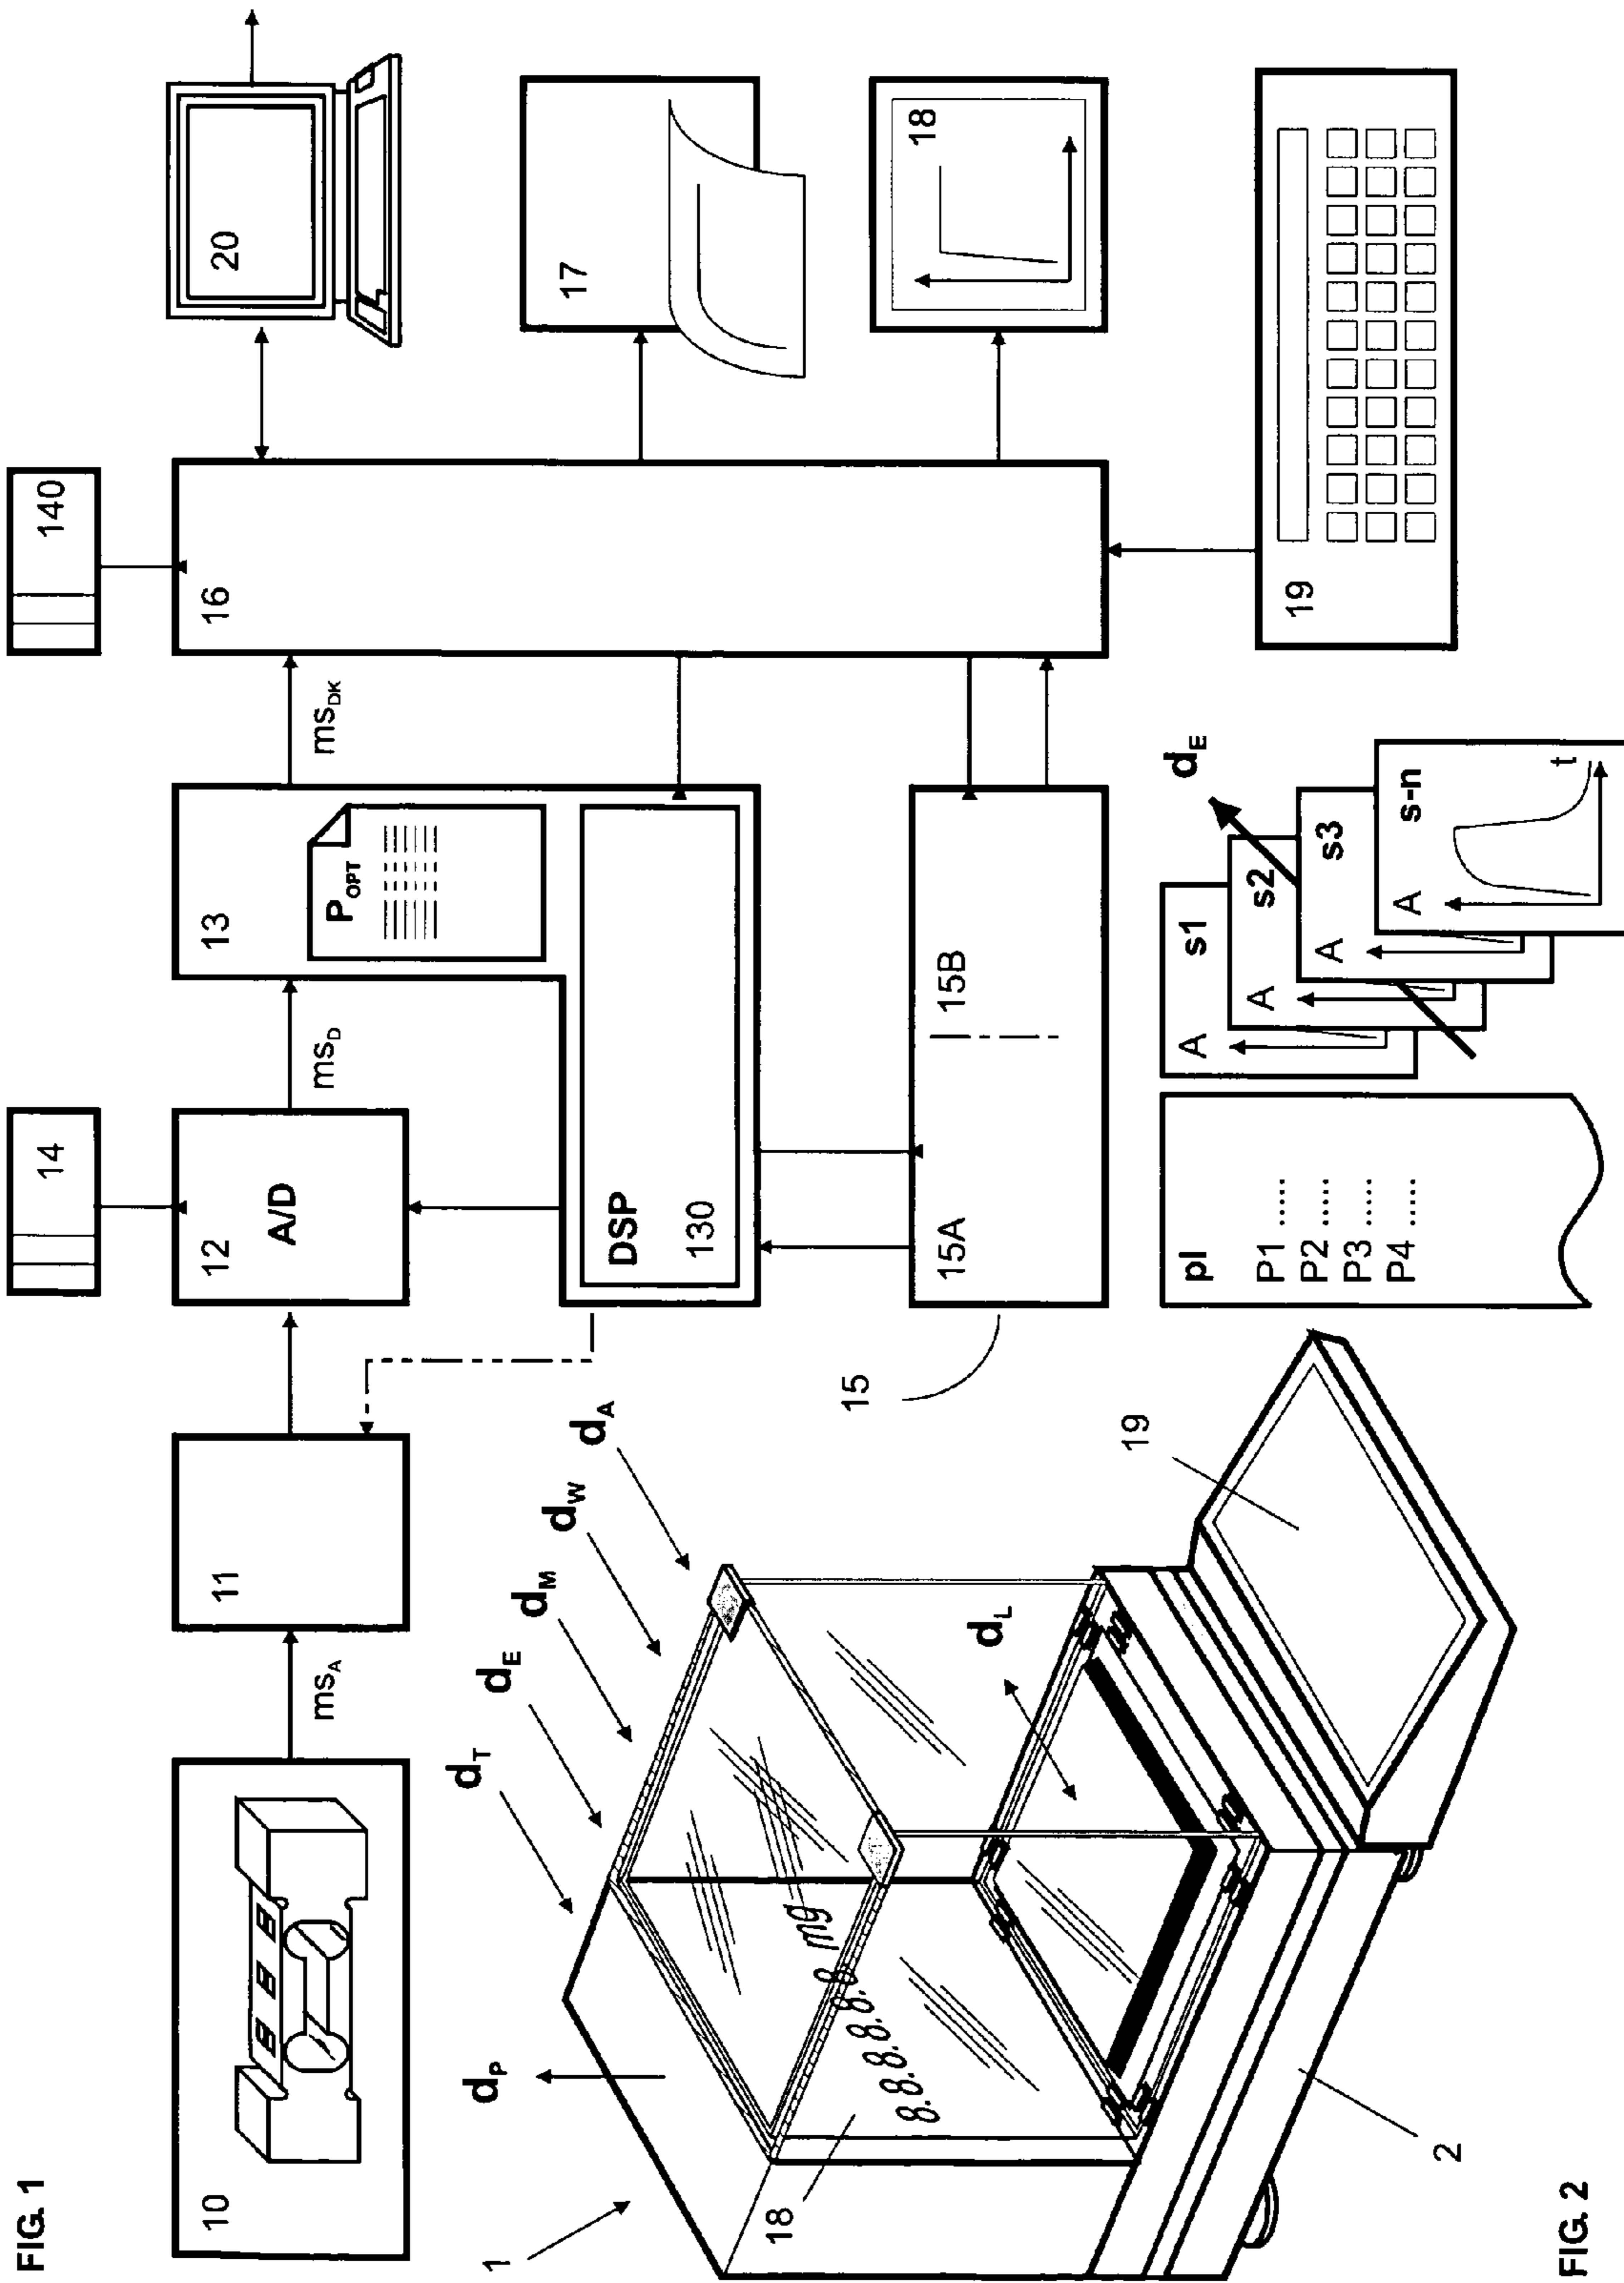 FIG. 1
10
ms_A
11
14
12
A/D
ms_D
13
P_OPT
DSP
130
ms_DK
140
16
20
17
18
15
15A
15B
19
FIG. 2
1
d_P
d_T
d_E
d_M
d_W
d_A
d_L
18
8.8.8.8.8.8 mg
2
19
pl
P1 .....
P2 .....
P3 .....
P4 .....
A
s1
A
s2
A
s3
A
s-n
t
d_E